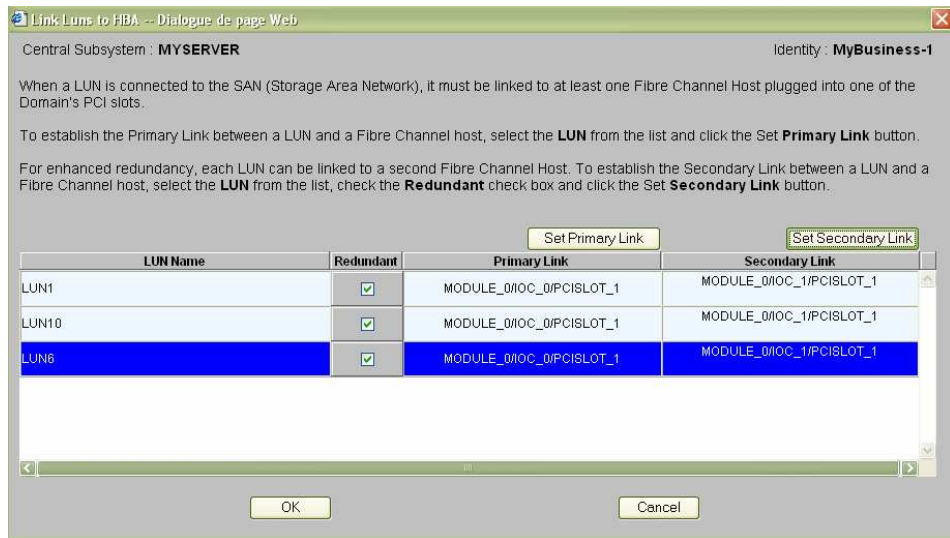 Link Luns to HBA -- Dialogue de page Web
Central Subsystem : MYSERVER Identity : MyBusiness-1
When a LUN is connected to the SAN (Storage Area Network), it must be linked to at least one Fibre Channel Host plugged into one of the
Domain's PCI slots.
To establish the Primary Link between a LUN and a Fibre Channel host, select the LUN from the list and click the Set Primary Link button.
For enhanced redundancy, each LUN can be linked to a second Fibre Channel Host. To establish the Secondary Link between a LUN and a
Fibre Channel host, select the LUN from the list, check the Redundant check box and click the Set Secondary Link button.
Set Primary Link Set Secondary Link
LUN Name Redundant Primary Link Secondary Link
LUN1 MODULE_0/IOC_0/PCISLOT_1 MODULE_0/IOC_1/PCISLOT_1
LUN10 MODULE_0/IOC_0/PCISLOT_1 MODULE_0/IOC_1/PCISLOT_1
LUN6 MODULE_0/IOC_0/PCISLOT_1 MODULE_0/IOC_1/PCISLOT_1
OK Cancel